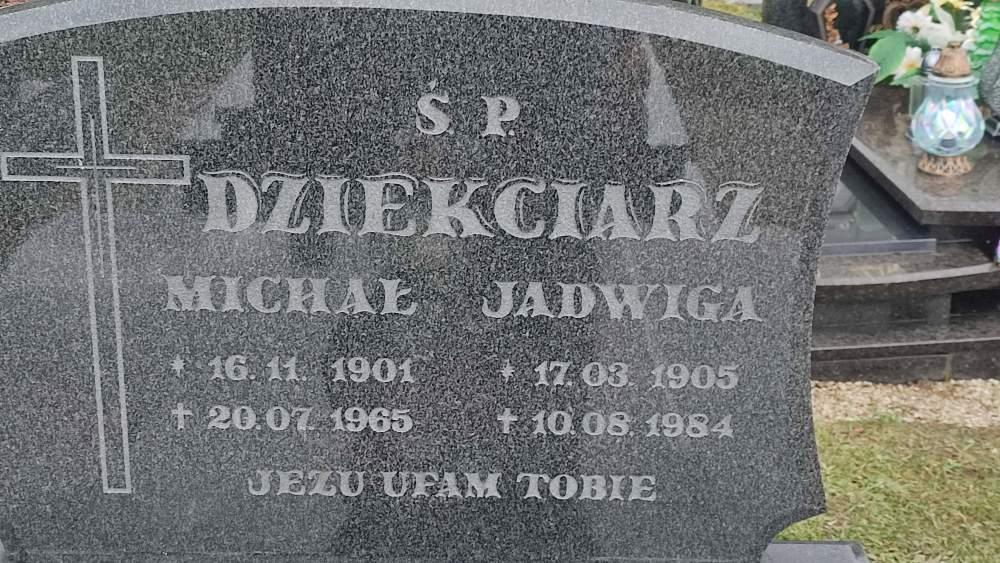 Ś. P.
DZIEKCIARZ
MICHAŁ JADWIGA
* 16. 11. 1901 * 17. 03. 1905
† 20. 07. 1965 † 10. 08. 1984
JEZU UFAM TOBIE